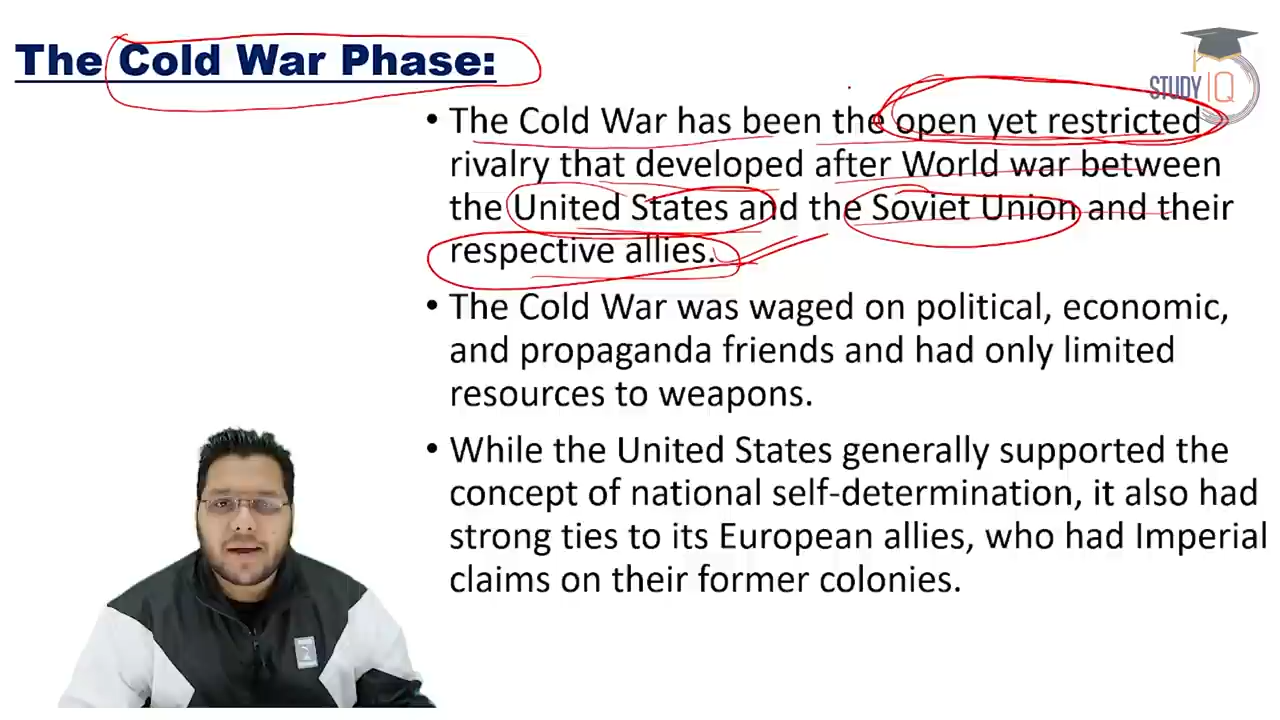 The Cold War Phase:
STUDY IQ
• The Cold War has been the open yet restricted
rivalry that developed after World war between
the United States and the Soviet Union and their
respective allies.
• The Cold War was waged on political, economic,
and propaganda friends and had only limited
resources to weapons.
• While the United States generally supported the
concept of national self-determination, it also had
strong ties to its European allies, who had Imperial
claims on their former colonies.